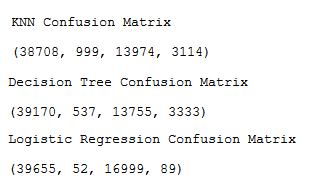 KNN Confusion Matrix
(38708, 999, 13974, 3114)
Decision Tree Confusion Matrix
(39170, 537, 13755, 3333)
Logistic Regression Confusion Matrix
(39655, 52, 16999, 89)